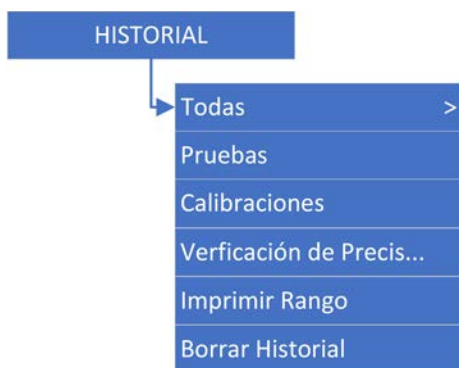 HISTORIAL
Todas >
Pruebas
Calibraciones
Verficación de Precis...
Imprimir Rango
Borrar Historial